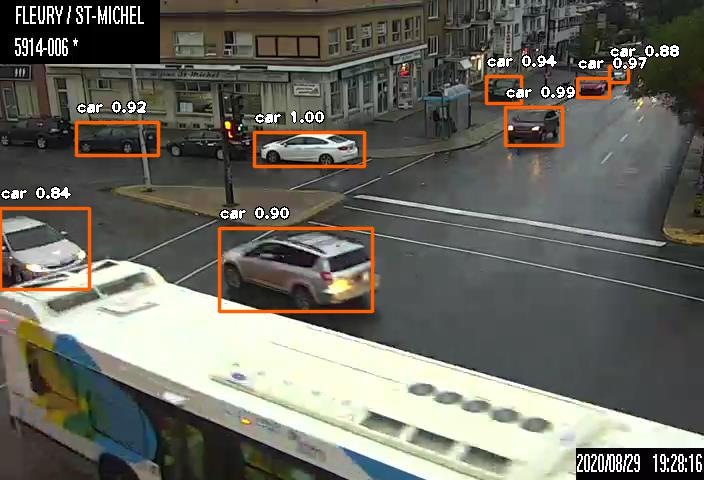 FLEURY / ST-MICHEL
5914-006 *
car 0.88
car 0.94
car 0.97
car 0.99
car 0.92
car 1.00
car 0.84
car 0.90
2020/08/29 19:28:16